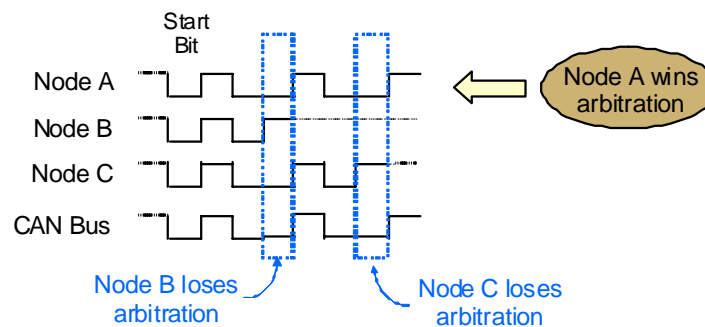 Start
Bit
Node A
Node B
Node C
CAN Bus
Node A wins
arbitration
Node B loses
arbitration
Node C loses
arbitration